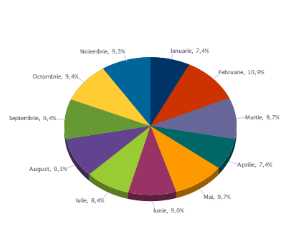 Noiembrie, 9,3%
Ianuarie, 7,4%
Februarie, 10,9%
Octombrie, 9,4%
Septembrie, 9,4%
Martie, 9,7%
August, 9,3%
Aprilie, 7,4%
Iulie, 8,4%
Iunie, 9,0%
Mai, 9,7%